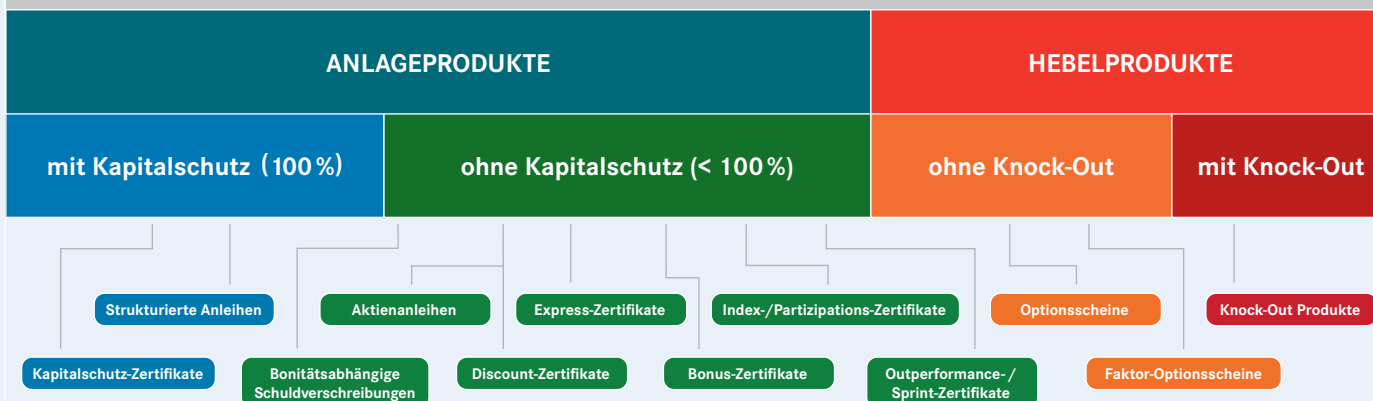 ANLAGEPRODUKTE
HEBELPRODUKTE
mit Kapitalschutz (100 %)
ohne Kapitalschutz (< 100 %)
ohne Knock-Out
mit Knock-Out
Strukturierte Anleihen
Aktienanleihen
Express-Zertifikate
Index-/Partizipations-Zertifikate
Optionsscheine
Knock-Out Produkte
Kapitalschutz-Zertifikate
Bonitätsabhängige
Schuldverschreibungen
Discount-Zertifikate
Bonus-Zertifikate
Outperformance-/
Sprint-Zertifikate
Faktor-Optionsscheine